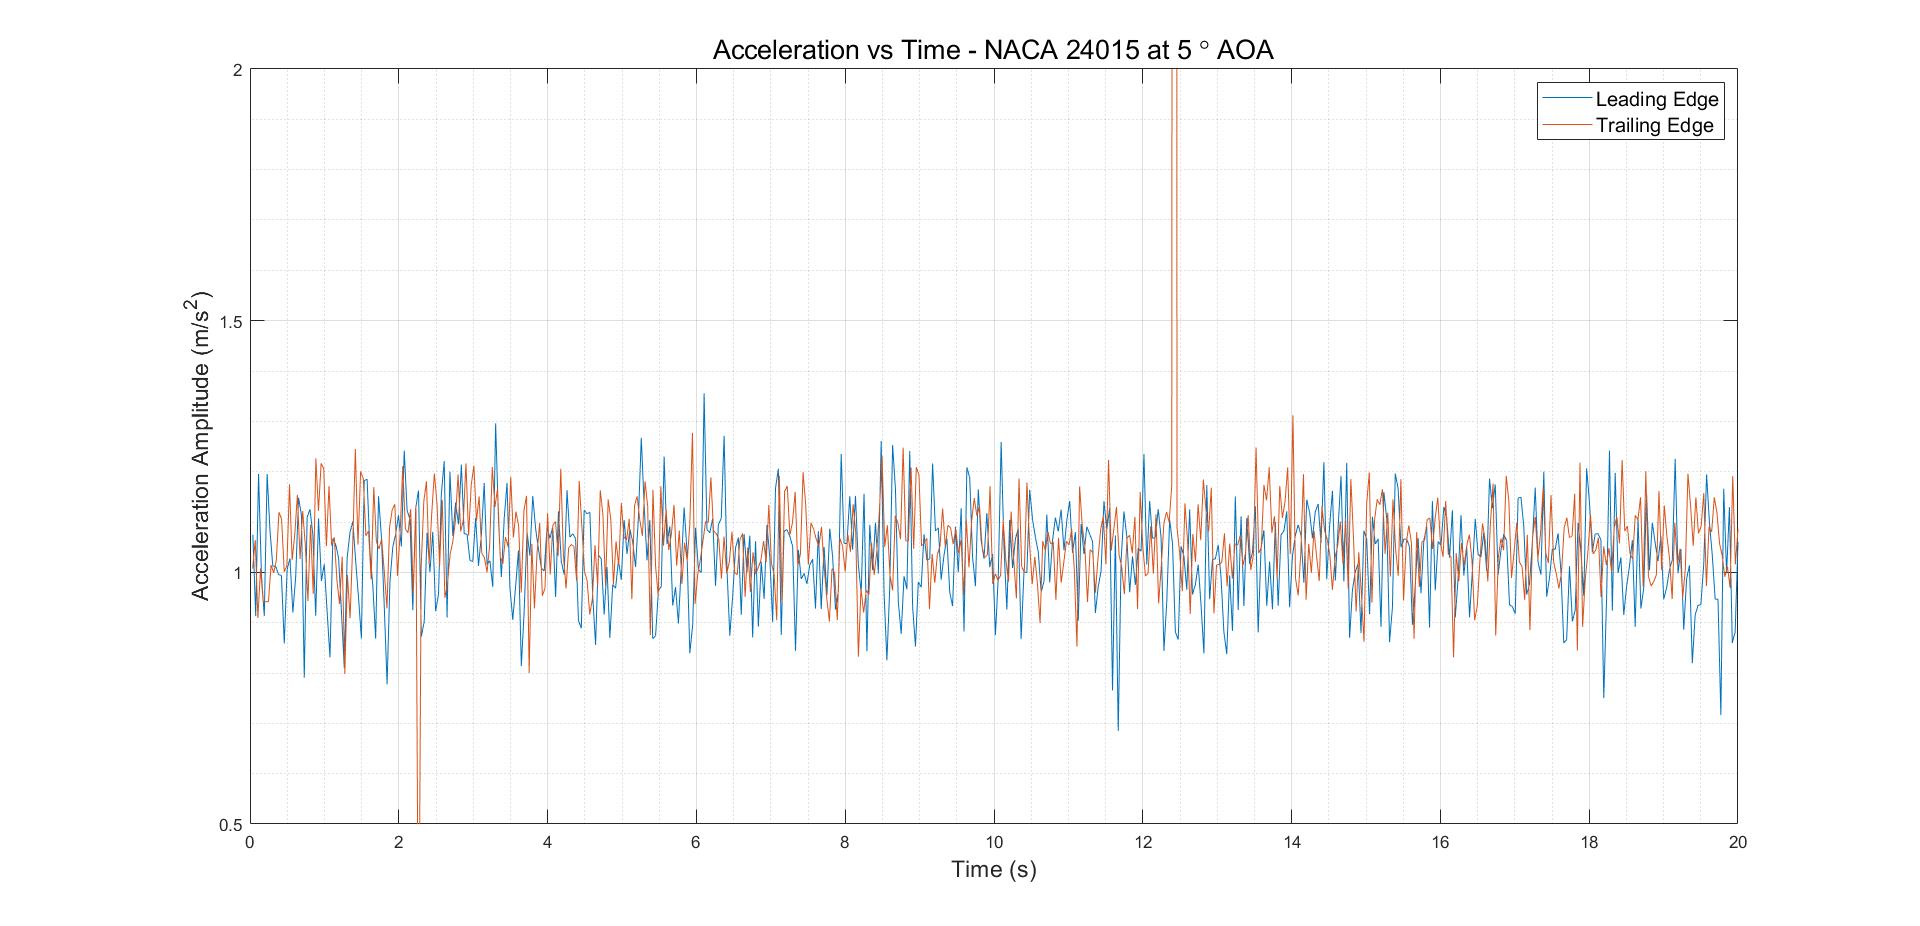 Acceleration vs Time - NACA 24015 at 5 ° AOA
2
1.5
1
0.5
Acceleration Amplitude (m/s²)
Leading Edge
Trailing Edge
0 2 4 6 8 10 12 14 16 18 20
Time (s)